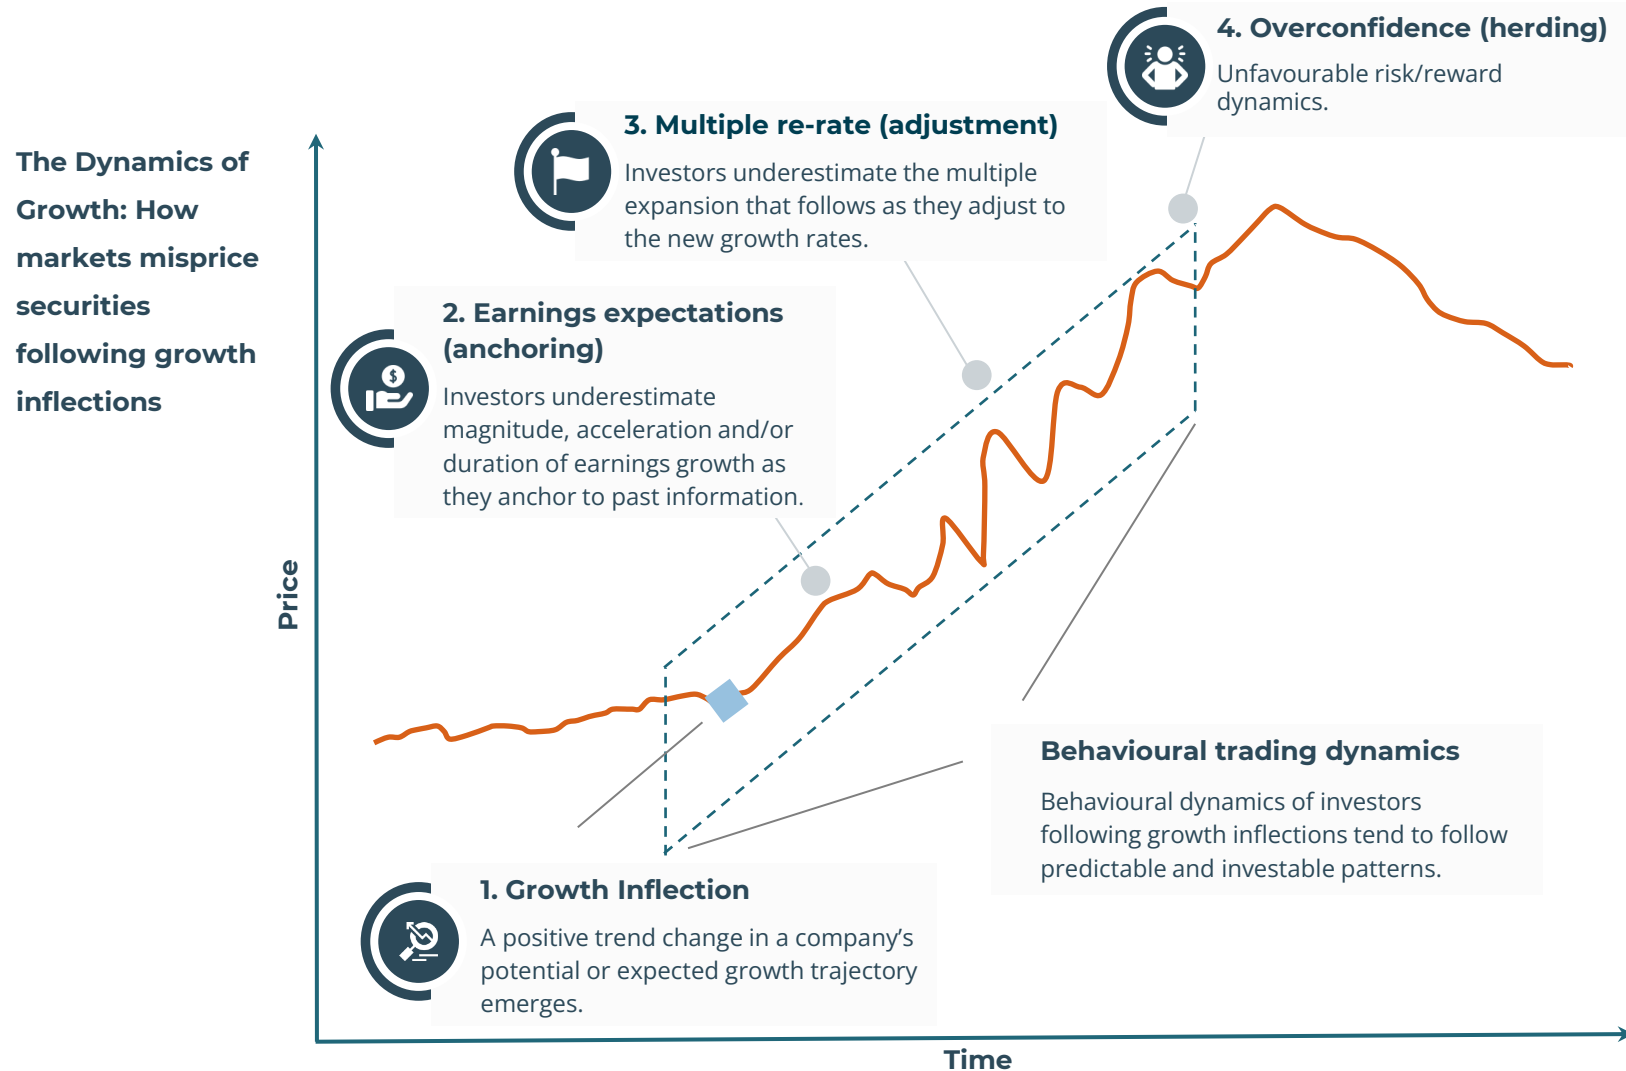 The Dynamics of
Growth: How
markets misprice
securities
following growth
inflections
4. Overconfidence (herding)
Unfavourable risk/reward
dynamics.
3. Multiple re-rate (adjustment)
Investors underestimate the multiple
expansion that follows as they adjust to
the new growth rates.
2. Earnings expectations
(anchoring)
Investors underestimate
magnitude, acceleration and/or
duration of earnings growth as
they anchor to past information.
$
Price
Behavioural trading dynamics
Behavioural dynamics of investors
following growth inflections tend to follow
predictable and investable patterns.
1. Growth Inflection
A positive trend change in a company’s
potential or expected growth trajectory
emerges.
Time